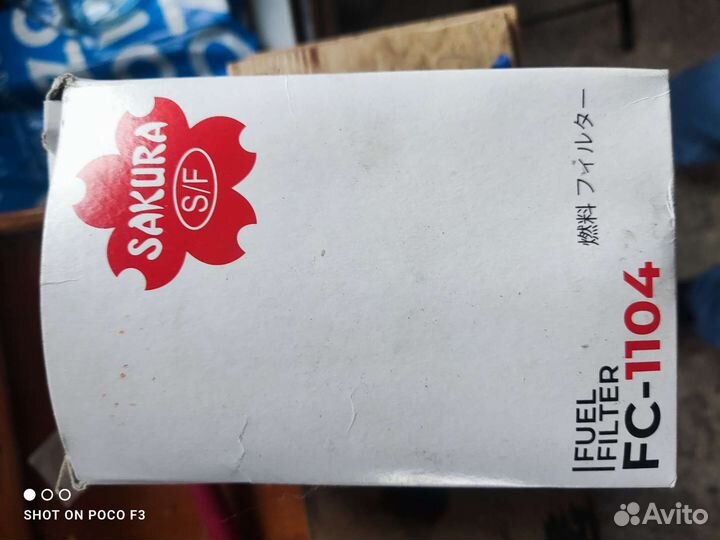 SAKURA
S/F
燃料 フィルター
FUEL
FILTER
FC-1104
SHOT ON POCO F3
Avito